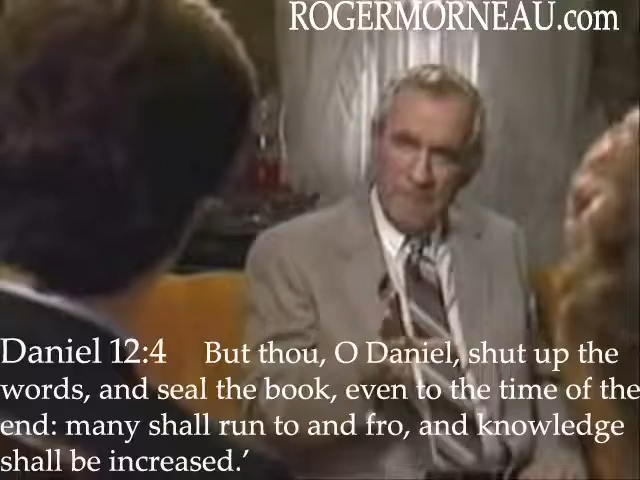 ROGERMORNEAU.com
Daniel 12:4 But thou, O Daniel, shut up the
words, and seal the book, even to the time of the
end: many shall run to and fro, and knowledge
shall be increased.’